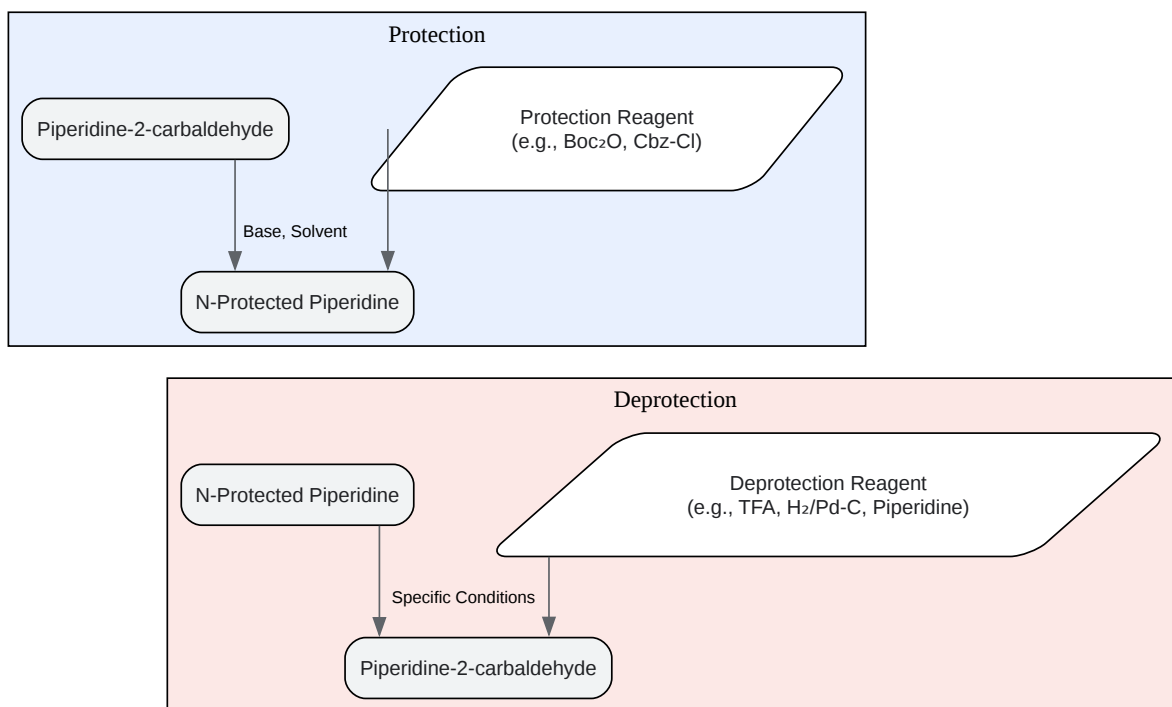 Protection
Piperidine-2-carbaldehyde
Protection Reagent
(e.g., Boc₂O, Cbz-Cl)
Base, Solvent
N-Protected Piperidine
Deprotection
N-Protected Piperidine
Deprotection Reagent
(e.g., TFA, H₂/Pd-C, Piperidine)
Specific Conditions
Piperidine-2-carbaldehyde